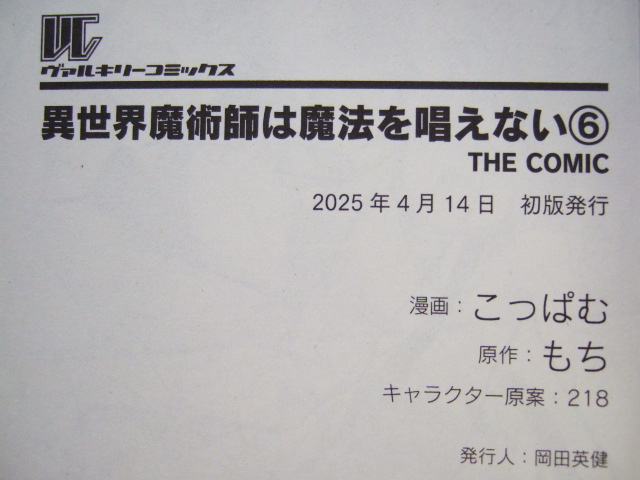 VC
ヴァルキリーコミックス
異世界魔術師は魔法を唱えない⑥
THE COMIC
2025年4月14日 初版発行
漫画：こっぱむ
原作：もち
キャラクター原案：218
発行人：岡田英健